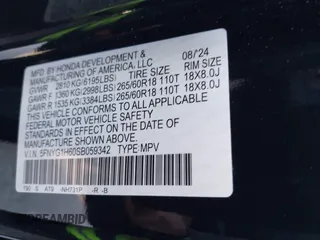 MFD. BY HONDA DEVELOPMENT & 08/24
MANUFACTURING OF AMERICA, LLC
GVWR 2810 KG(6195LBS) TIRE SIZE RIM SIZE
GAWR F 1360 KG(2998LBS)265/60R18 110T 18X8.0J
GAWR R 1535 KG(3384LBS)265/60R18 110T 18X8.0J
THIS VEHICLE CONFORMS TO ALL APPLICABLE
FEDERAL MOTOR VEHICLE SAFETY STANDARDS
IN EFFECT ON THE DATE OF MANUFACTURE
SHOWN ABOVE.
V.I.N.:5FNYG1H60SB059342 TYPE:MPV
-NH731P -R -B